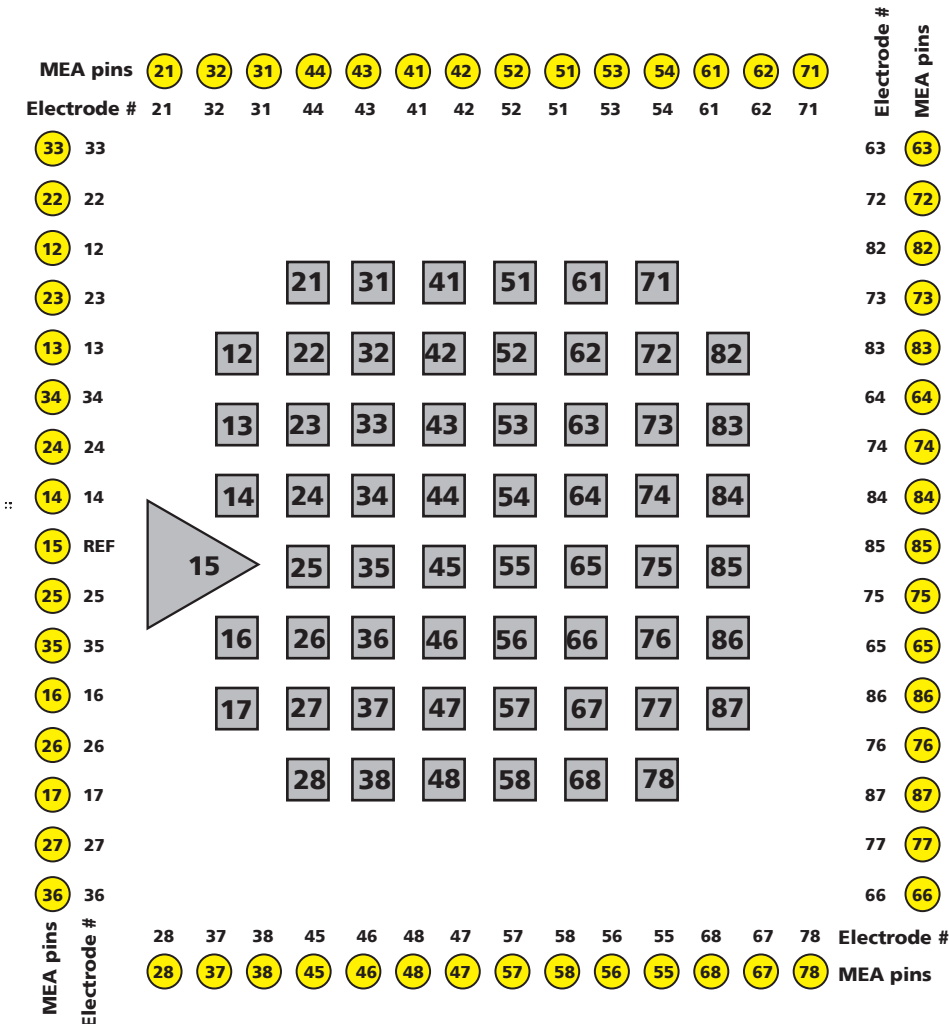 Electrode #
MEA pins
MEA pins 21 32 31 44 43 41 42 52 51 53 54 61 62 71
Electrode # 21 32 31 44 43 41 42 52 51 53 54 61 62 71
33 33 63 63
22 22 72 72
12 12 82 82
21 31 41 51 61 71
23 23 73 73
13 13 83 83
12 22 32 42 52 62 72 82
34 34 64 64
13 23 33 43 53 63 73 83
24 24 74 74
14 14 14 24 34 44 54 64 74 84 84 84
15 REF 85 85
15 25 35 45 55 65 75 85
25 25 75 75
16 26 36 46 56 66 76 86
35 35 65 65
16 16 86 86
17 27 37 47 57 67 77 87
26 26 76 76
28 38 48 58 68 78
17 17 87 87
27 27 77 77
36 36 66 66
MEA pins
Electrode #
28 37 38 45 46 48 47 57 58 56 55 68 67 78 Electrode #
28 37 38 45 46 48 47 57 58 56 55 68 67 78 MEA pins